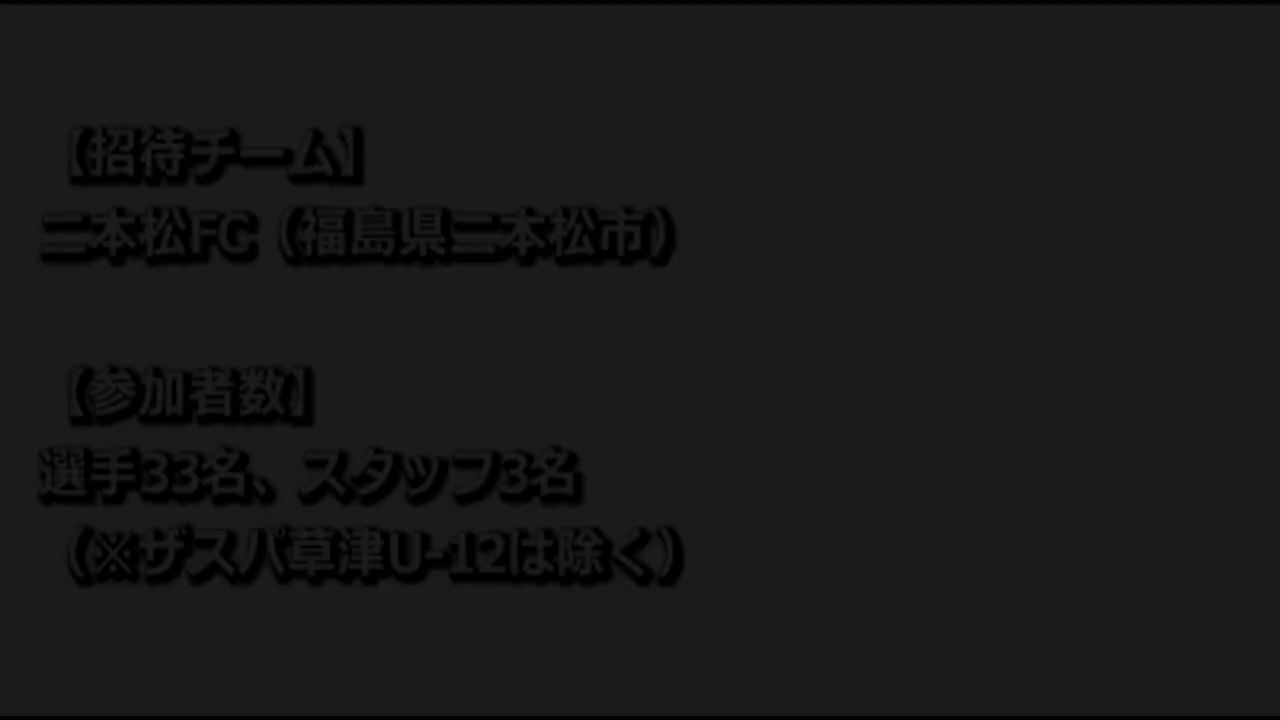 【招待チーム】
二本松FC（福島県二本松市）
【参加者数】
選手33名、スタッフ3名
（※ザスパ草津U-12は除く）